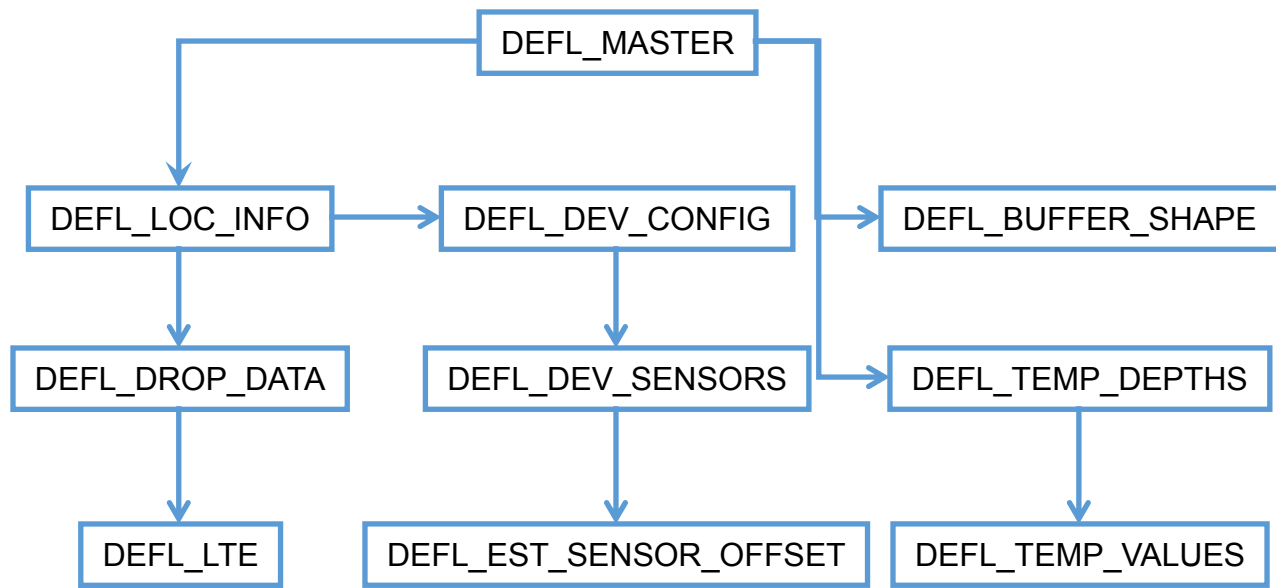 DEFL_MASTER
DEFL_LOC_INFO
DEFL_DEV_CONFIG
DEFL_BUFFER_SHAPE
DEFL_DROP_DATA
DEFL_DEV_SENSORS
DEFL_TEMP_DEPTHS
DEFL_LTE
DEFL_EST_SENSOR_OFFSET
DEFL_TEMP_VALUES